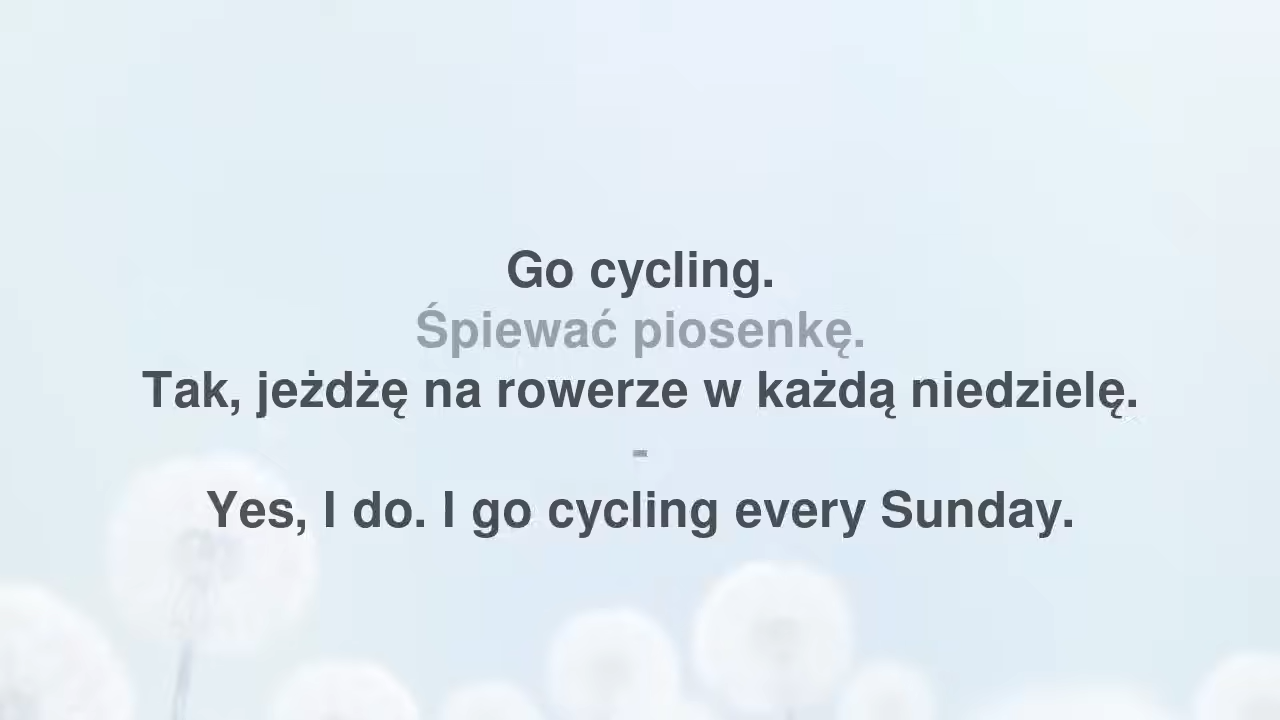 Go cycling.
Śpiewać piosenkę.
Tak, jeżdżę na rowerze w każdą niedzielę.
-
Yes, I do. I go cycling every Sunday.